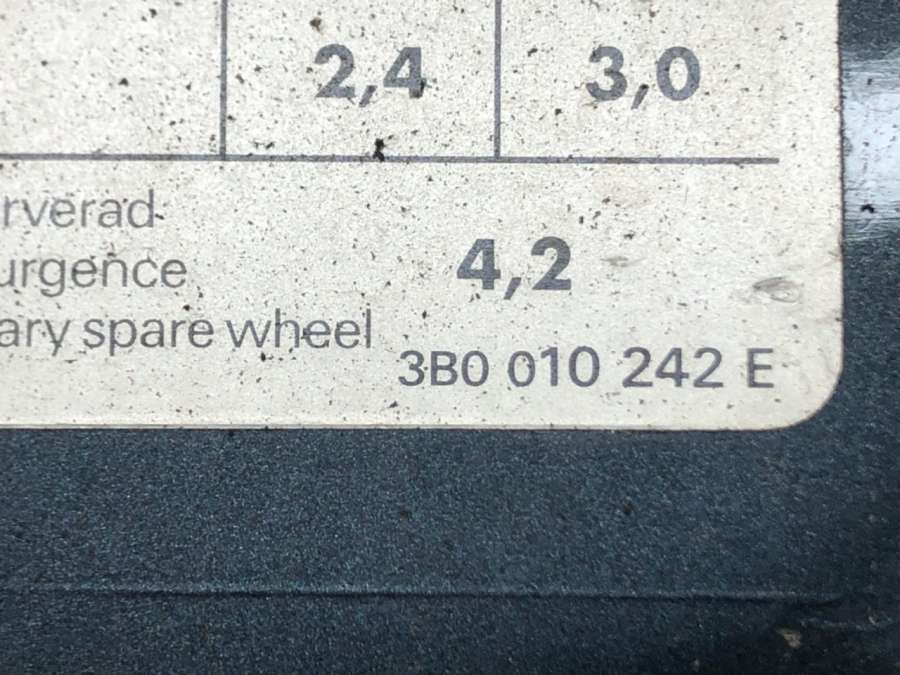 2,4 3,0
rverad
urgence 4,2
ary spare wheel
3B0 010 242 E